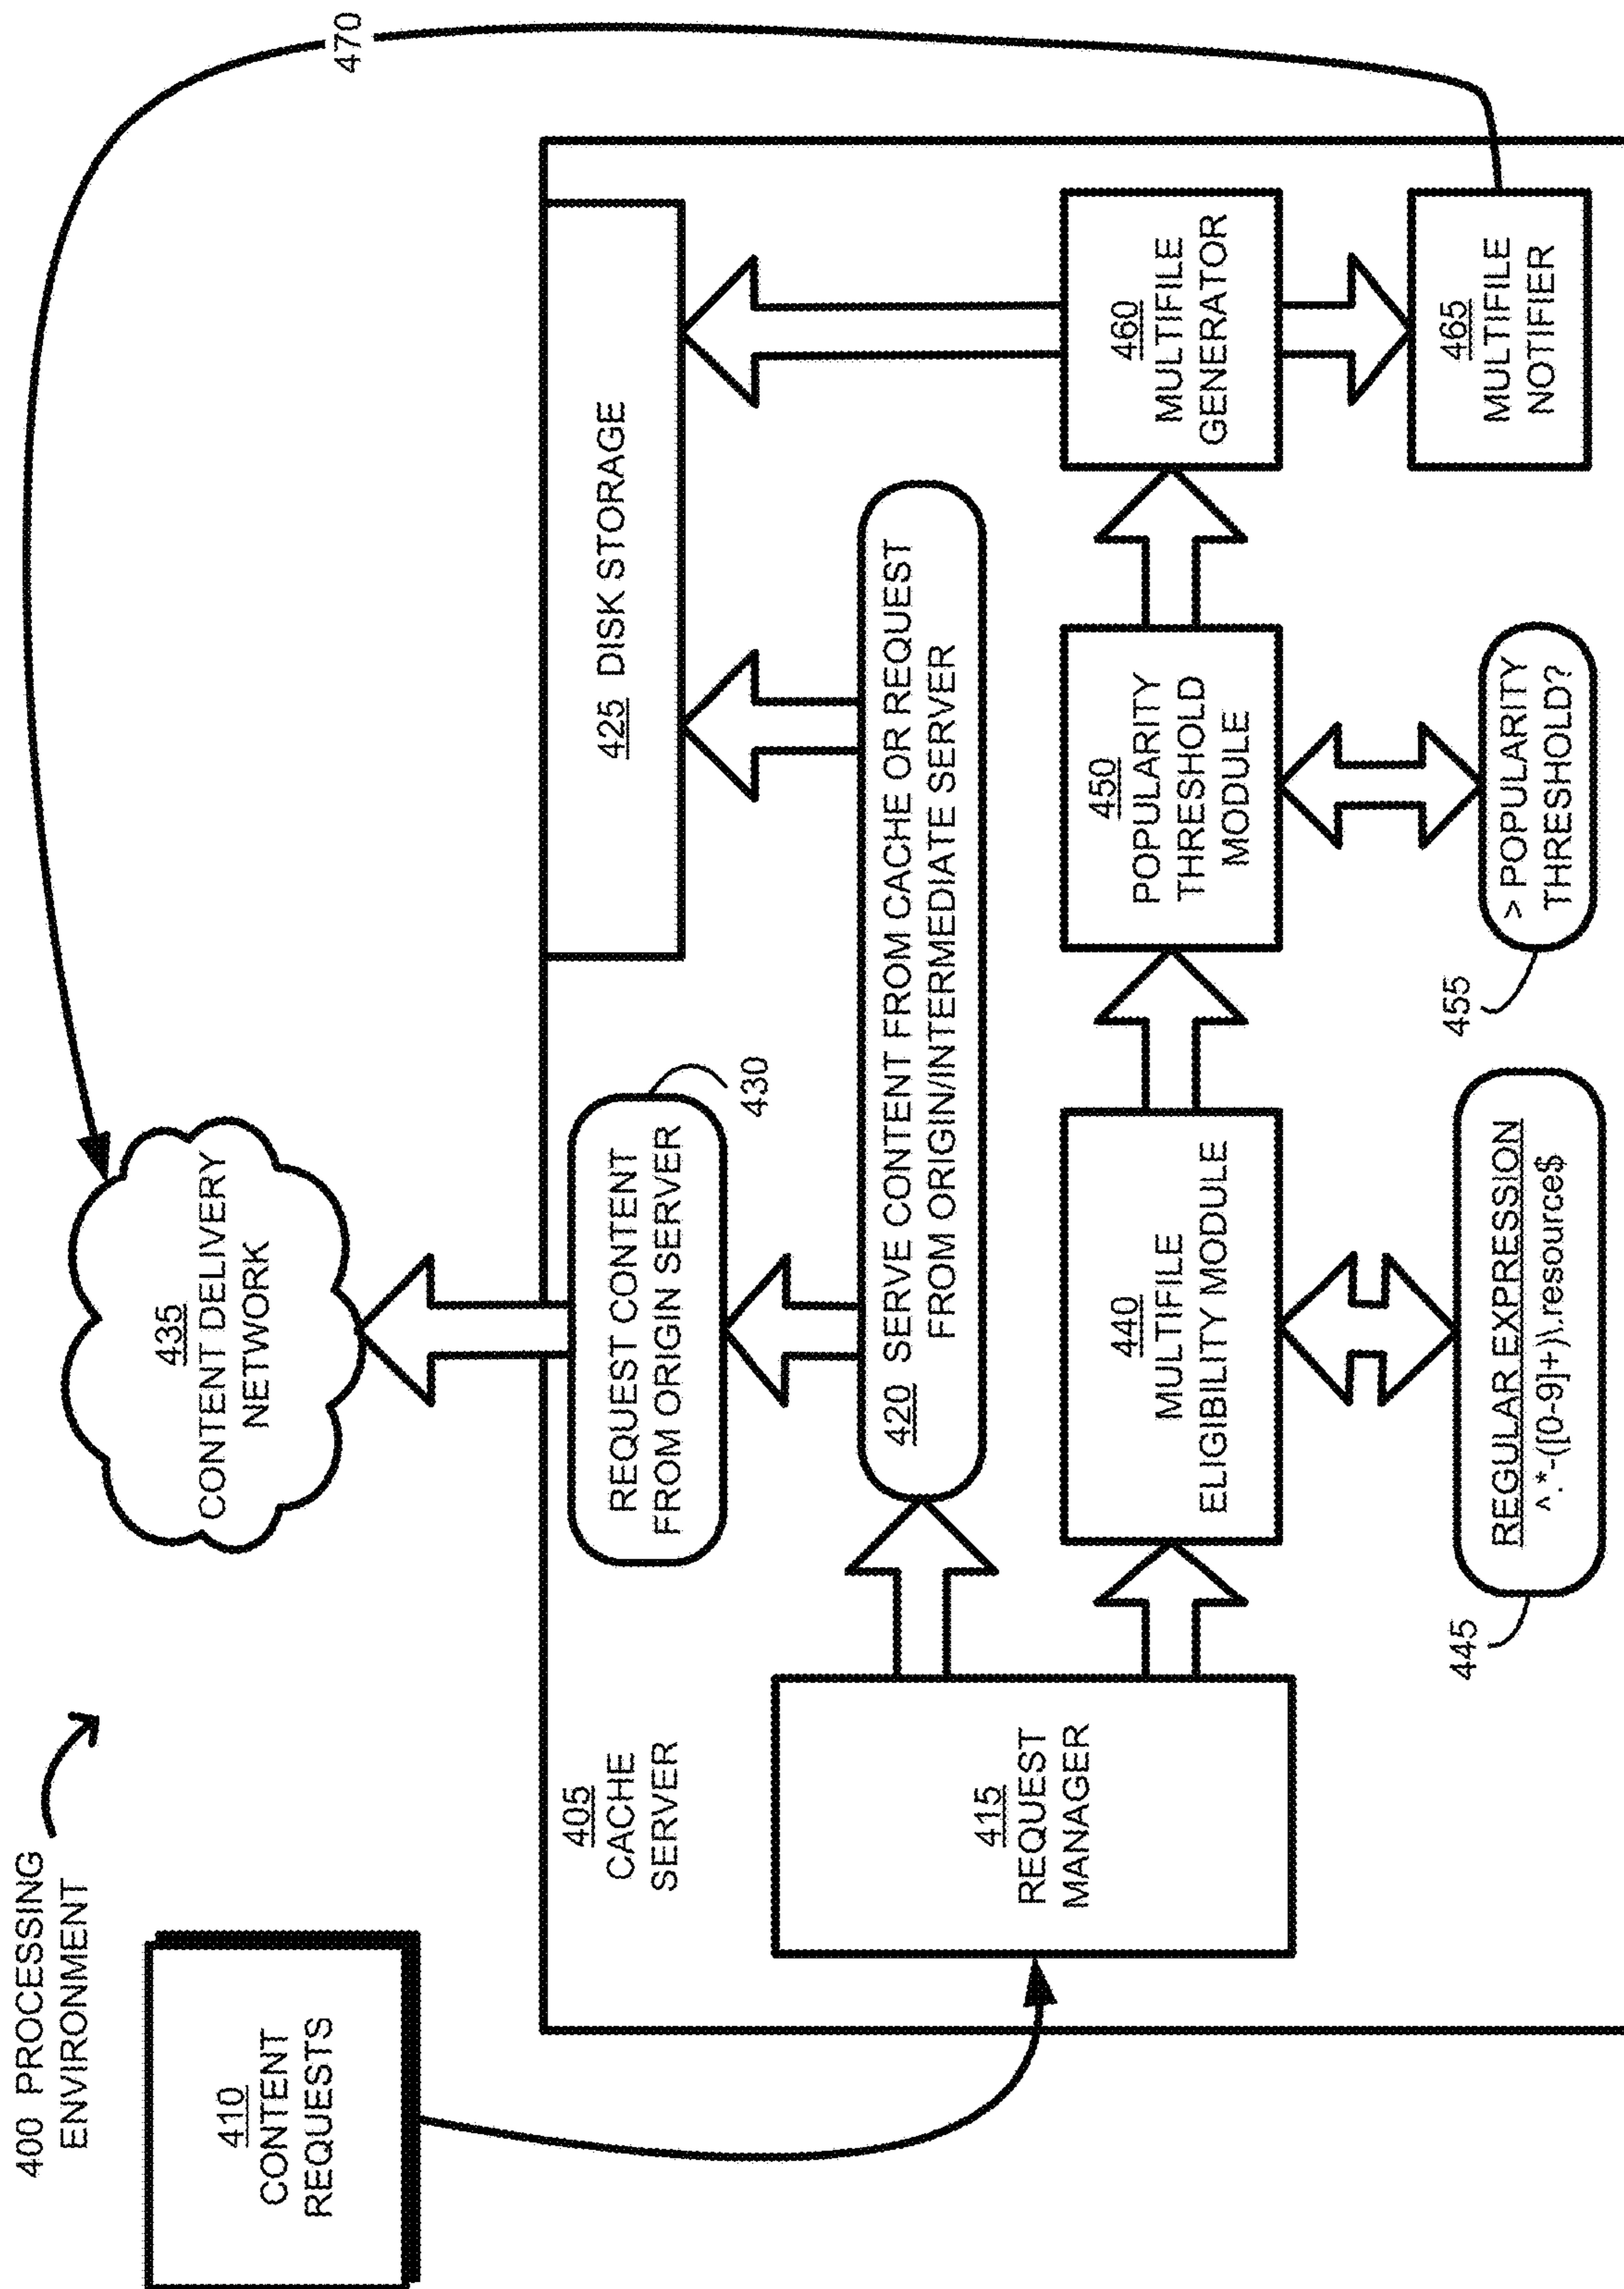 400 PROCESSING
ENVIRONMENT
410
CONTENT
REQUESTS
435
CONTENT DELIVERY
NETWORK
470
405
CACHE
SERVER
REQUEST CONTENT
FROM ORIGIN SERVER
430
425 DISK STORAGE
415
REQUEST
MANAGER
420 SERVE CONTENT FROM CACHE OR REQUEST
FROM ORIGIN/INTERMEDIATE SERVER
440
MULTIFILE
ELIGIBILITY MODULE
450
POPULARITY
THRESHOLD
MODULE
460
MULTIFILE
GENERATOR
445
REGULAR EXPRESSION
^.*-([0-9]+)\.resource$
455
> POPULARITY
THRESHOLD?
465
MULTIFILE
NOTIFIER